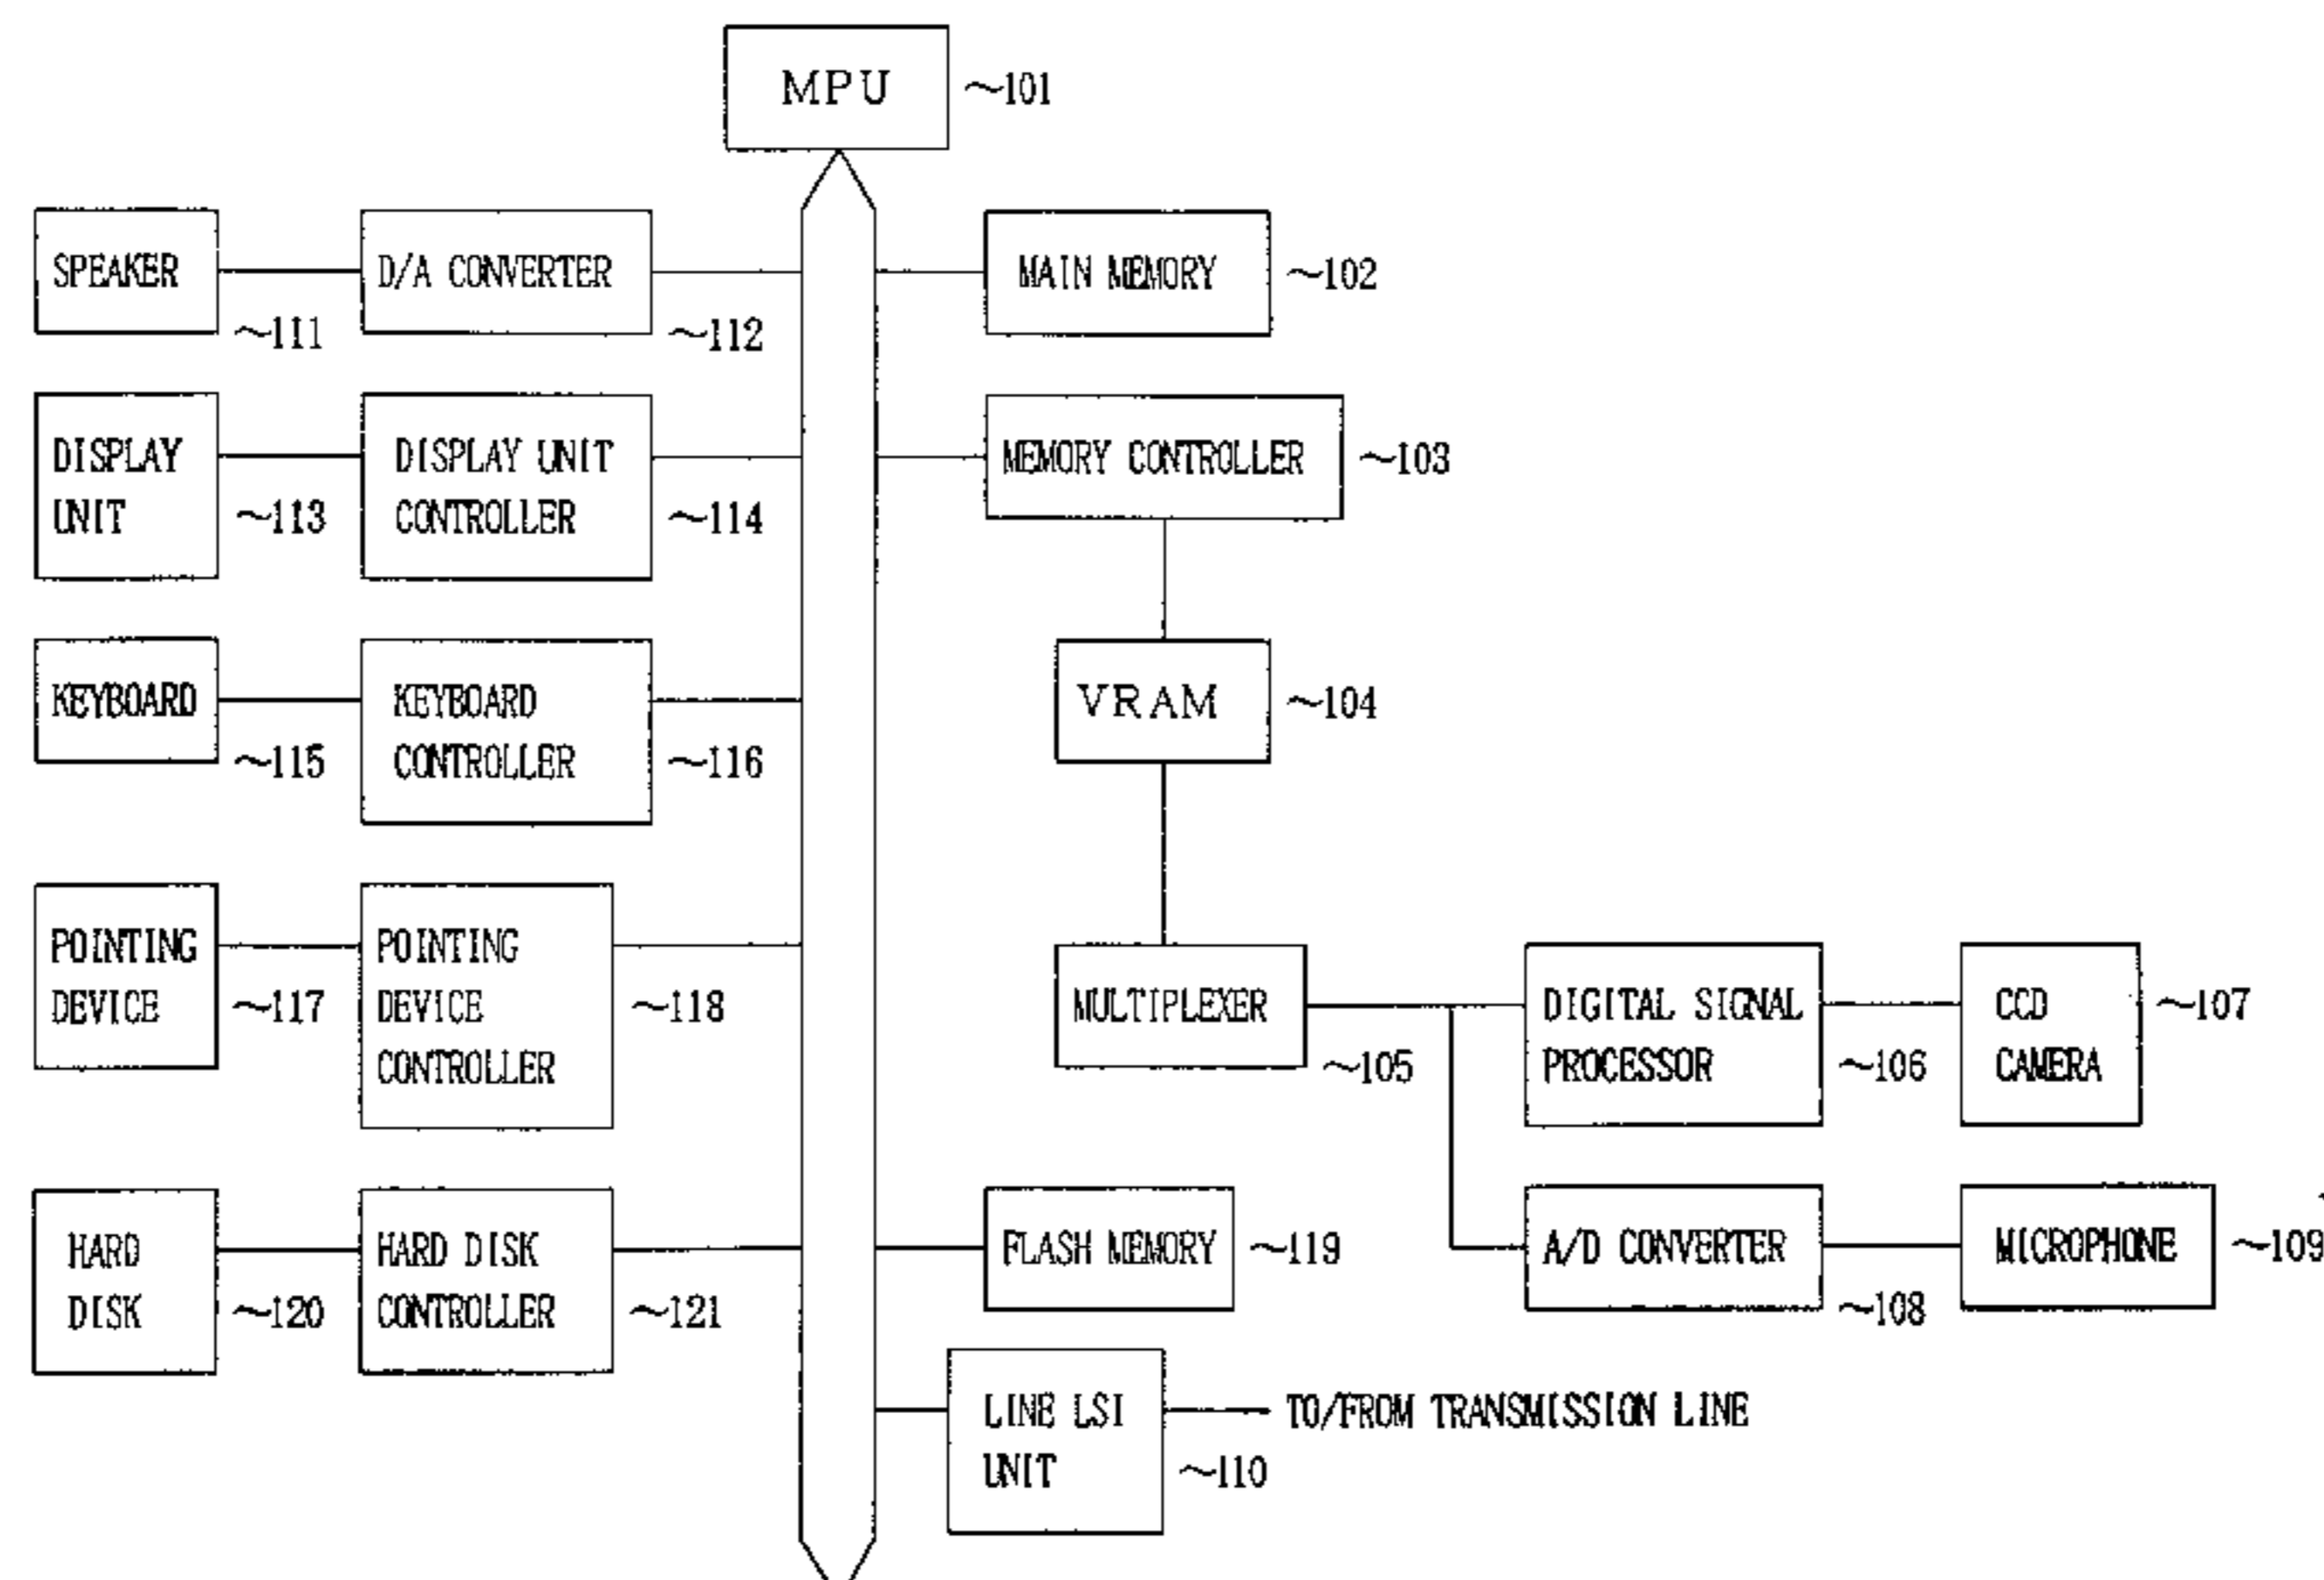 MPU ~101
SPEAKER ~111
D/A CONVERTER ~112
MAIN MEMORY ~102
DISPLAY
UNIT ~113
DISPLAY UNIT
CONTROLLER ~114
MEMORY CONTROLLER ~103
KEYBOARD ~115
KEYBOARD
CONTROLLER ~116
VRAM ~104
POINTING
DEVICE ~117
POINTING
DEVICE ~118
CONTROLLER
MULTIPLEXER ~105
DIGITAL SIGNAL
PROCESSOR ~106
CCD ~107
CAMERA
HARD
DISK ~120
HARD DISK
CONTROLLER ~121
FLASH MEMORY ~119
A/D CONVERTER ~108
MICROPHONE ~109
LINE LSI
UNIT ~110
TO/FROM TRANSMISSION LINE